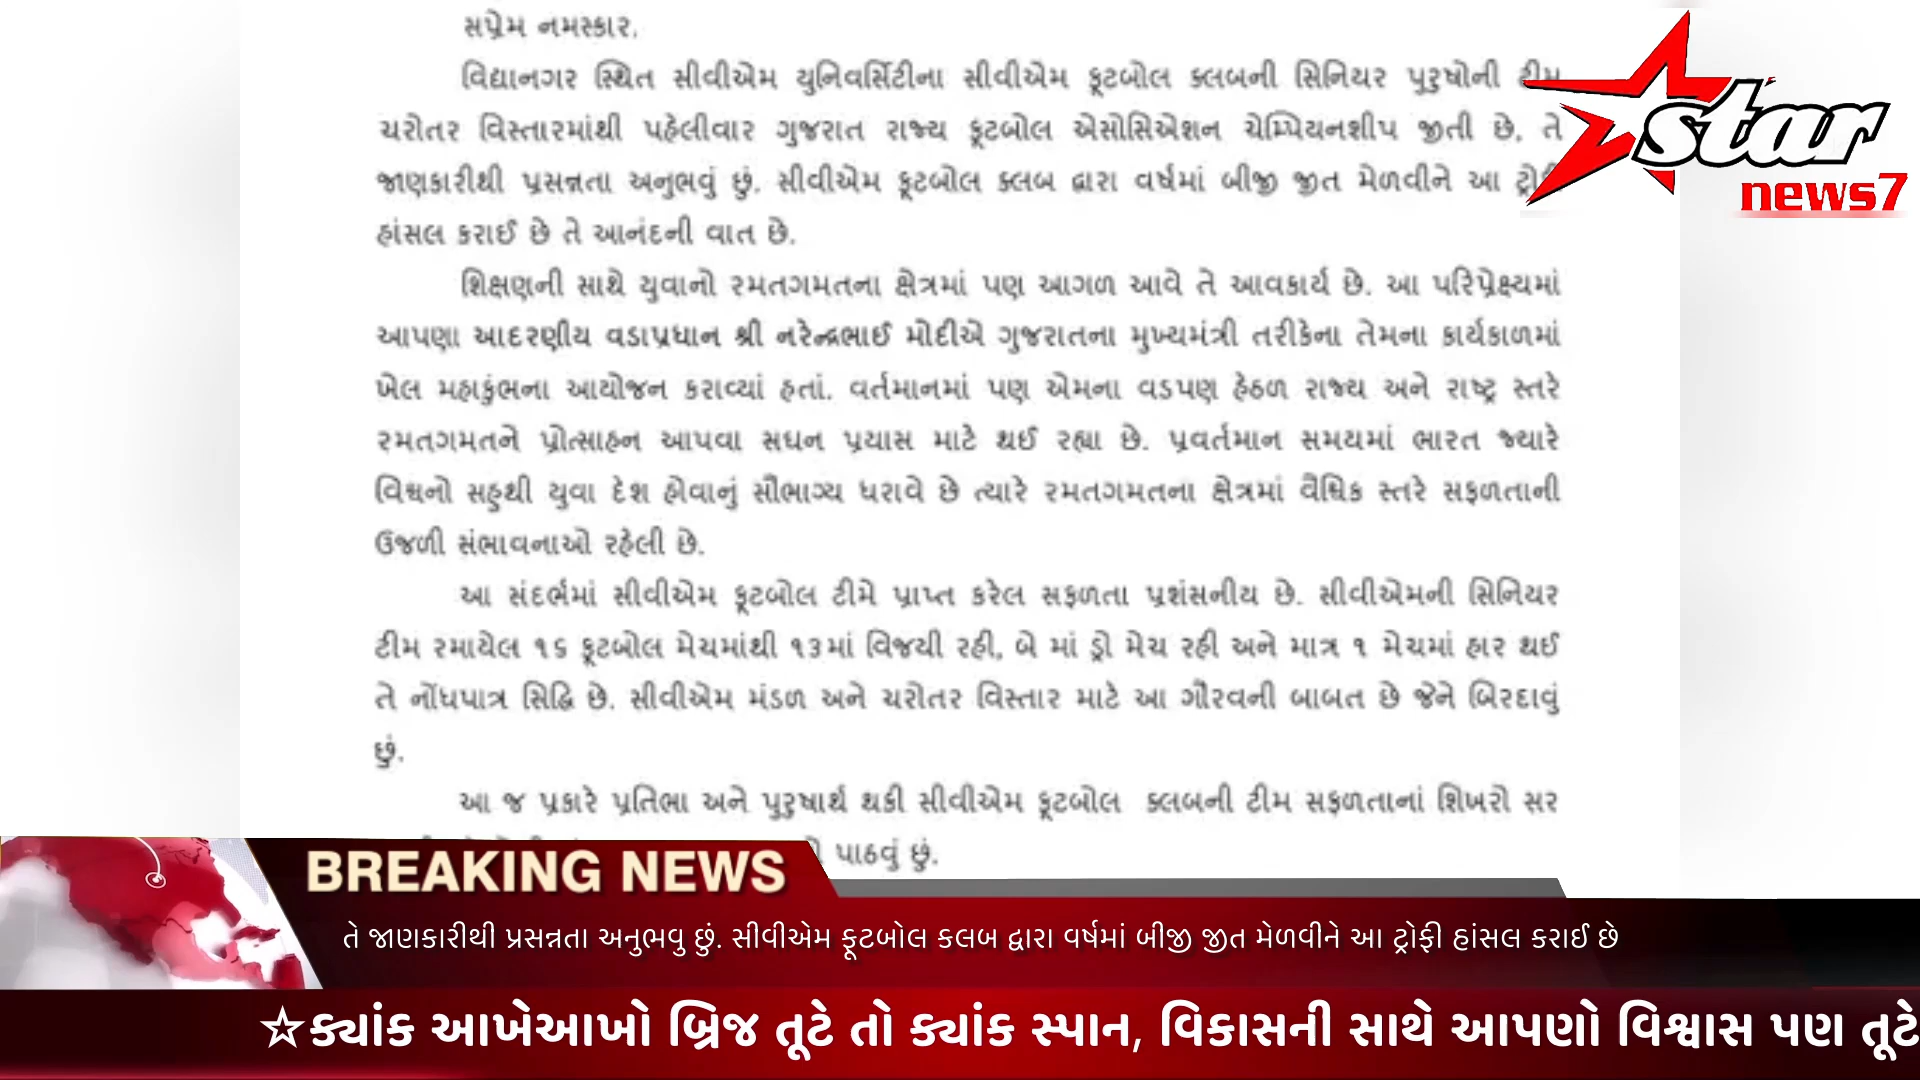 સપ્રેમ નમસ્કાર.
વિદ્યાનગર સ્થિત સીવીએમ યુનિવર્સિટીના સીવીએમ ફૂટબોલ ક્લબની સિનિયર પુરુષોની ટીમ
ચરોતર વિસ્તારમાંથી પહેલીવાર ગુજરાત રાજ્ય ફૂટબોલ એસોસિએશન ચેમ્પિયનશીપ જીતી છે, તે
જાણકારીથી પ્રસન્નતા અનુભવું છું. સીવીએમ ફૂટબોલ ક્લબ દ્વારા વર્ષમાં બીજી જીત મેળવીને આ
હાંસલ કરાઈ છે તે આનંદની વાત છે.
શિક્ષણની સાથે યુવાનો રમતગમતના ક્ષેત્રમાં પણ આગળ આવે તે આવકાર્ય છે. આ પરિપ્રેક્ષ્યમાં
આપણા આદરણીય વડાપ્રધાન શ્રી નરેન્દ્રભાઈ મોદીએ ગુજરાતના મુખ્યમંત્રી તરીકેના તેમના કાર્યકાળમાં
ખેલ મહાકુંભના આયોજન કરાવ્યાં હતાં. વર્તમાનમાં પણ એમના વડપણ હેઠળ રાજ્ય અને રાષ્ટ્ર સ્તરે
રમતગમતને પ્રોત્સાહન આપવા સઘન પ્રયાસ માટે થઈ રહ્યા છે. પ્રવર્તમાન સમયમાં ભારત જ્યારે
વિશ્વનો સહુથી યુવા દેશ હોવાનું સૌભાગ્ય ધરાવે છે ત્યારે રમતગમતના ક્ષેત્રમાં વૈશ્વિક સ્તરે સફળતાની
ઉજળી સંભાવનાઓ રહેલી છે.
આ સંદર્ભમાં સીવીએમ ફૂટબોલ ટીમે પ્રાપ્ત કરેલ સફળતા પ્રશંસનીય છે. સીવીએમની સિનિયર
ટીમ રમાયેલ ૧૬ ફૂટબોલ મેચમાંથી ૧૩માં વિજયી રહી, બે માં ડ્રો મેચ રહી અને માત્ર ૧ મેચમાં હાર થઈ
તે નોંધપાત્ર સિદ્ધિ છે. સીવીએમ મંડળ અને ચરોતર વિસ્તાર માટે આ ગૌરવની બાબત છે જેને બિરદાવું
છું.
આ જ પ્રકારે પ્રતિભા અને પુરુષાર્થ થકી સીવીએમ ફૂટબોલ ક્લબની ટીમ સફળતાનાં શિખરો સર
પાઠવું છું.
star
news7
BREAKING NEWS
તે જાણકારીથી પ્રસન્નતા અનુભવુ છું. સીવીએમ ફૂટબોલ કલબ દ્વારા વર્ષમાં બીજી જીત મેળવીને આ ટ્રોફી હાંસલ કરાઈ છે
☆ક્યાંક આખેઆખો બ્રિજ તૂટે તો ક્યાંક સ્પાન, વિકાસની સાથે આપણો વિશ્વાસ પણ તૂટે